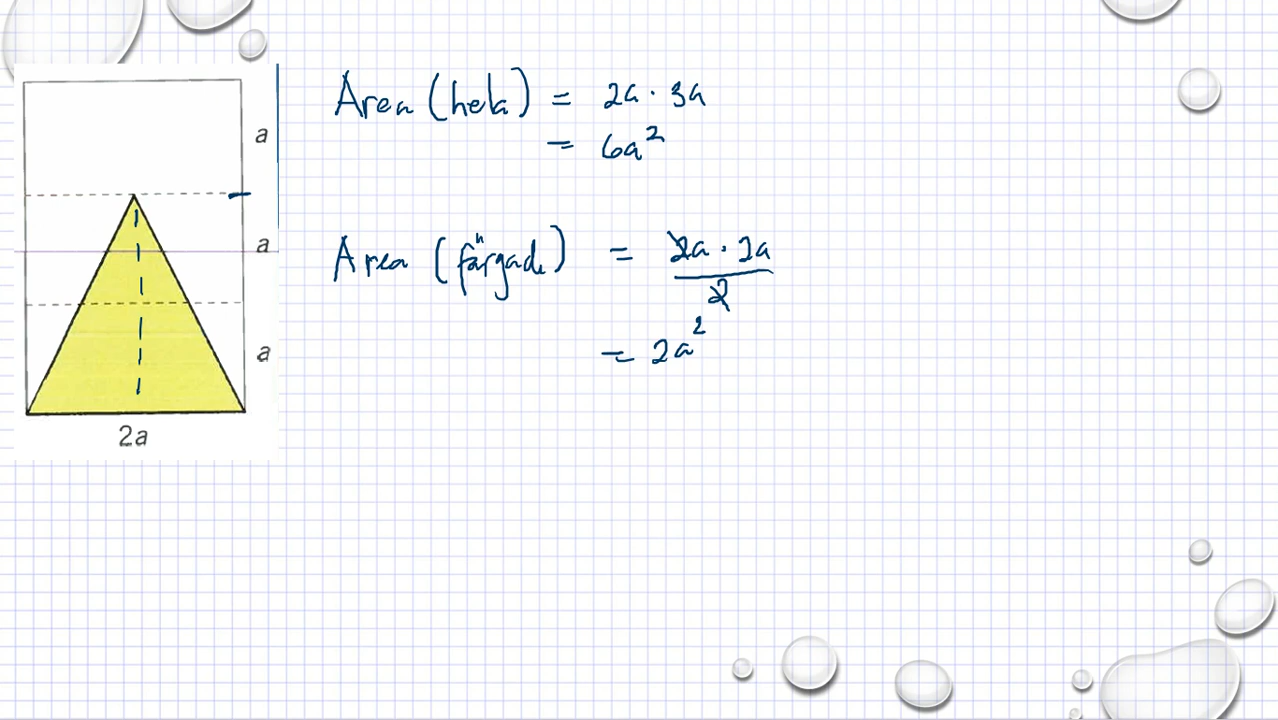 Area (hela) = 2a · 3a
= 6a²
Area (färgade) = 2a · 2a
2
= 2a²
a
a
a
2a